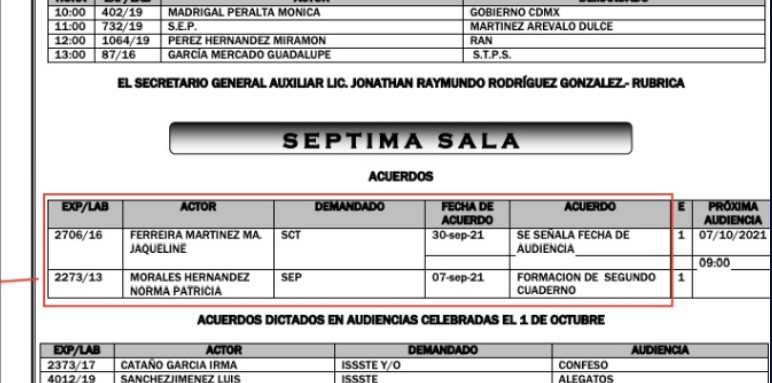 10:00 402/19 MADRIGAL PERALTA MONICA GOBIERNO CDMX
11:00 732/19 S.E.P. MARTINEZ AREVALO DULCE
12:00 1064/19 PEREZ HERNANDEZ MIRAMON RAN
13:00 87/16 GARCÍA MERCADO GUADALUPE S.T.P.S.
EL SECRETARIO GENERAL AUXILIAR LIC. JONATHAN RAYMUNDO RODRÍGUEZ GONZALEZ.- RUBRICA
SEPTIMA SALA
ACUERDOS
EXP/LAB ACTOR DEMANDADO FECHA DE ACUERDO E PRÓXIMA
ACUERDO AUDIENCIA
2706/16 FERREIRA MARTINEZ MA. SCT 30-sep-21 SE SEÑALA FECHA DE 1 07/10/2021
JAQUELINE AUDIENCIA
09:00
2273/13 MORALES HERNANDEZ SEP 07-sep-21 FORMACION DE SEGUNDO 1
NORMA PATRICIA CUADERNO
ACUERDOS DICTADOS EN AUDIENCIAS CELEBRADAS EL 1 DE OCTUBRE
EXP/LAB ACTOR DEMANDADO AUDIENCIA
2373/17 CATAÑO GARCIA IRMA ISSSTE Y/O CONFESO
4012/19 SANCHEZJIMENEZ LUIS ISSSTE ALEGATOS